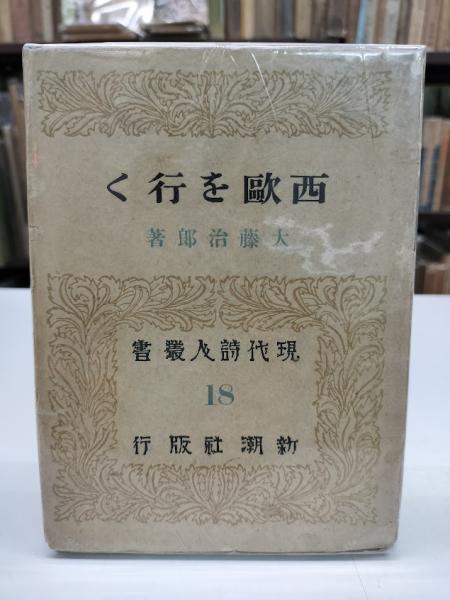 西歐を行く
大藤治郎著
現代詩人叢書
18
新潮社版行